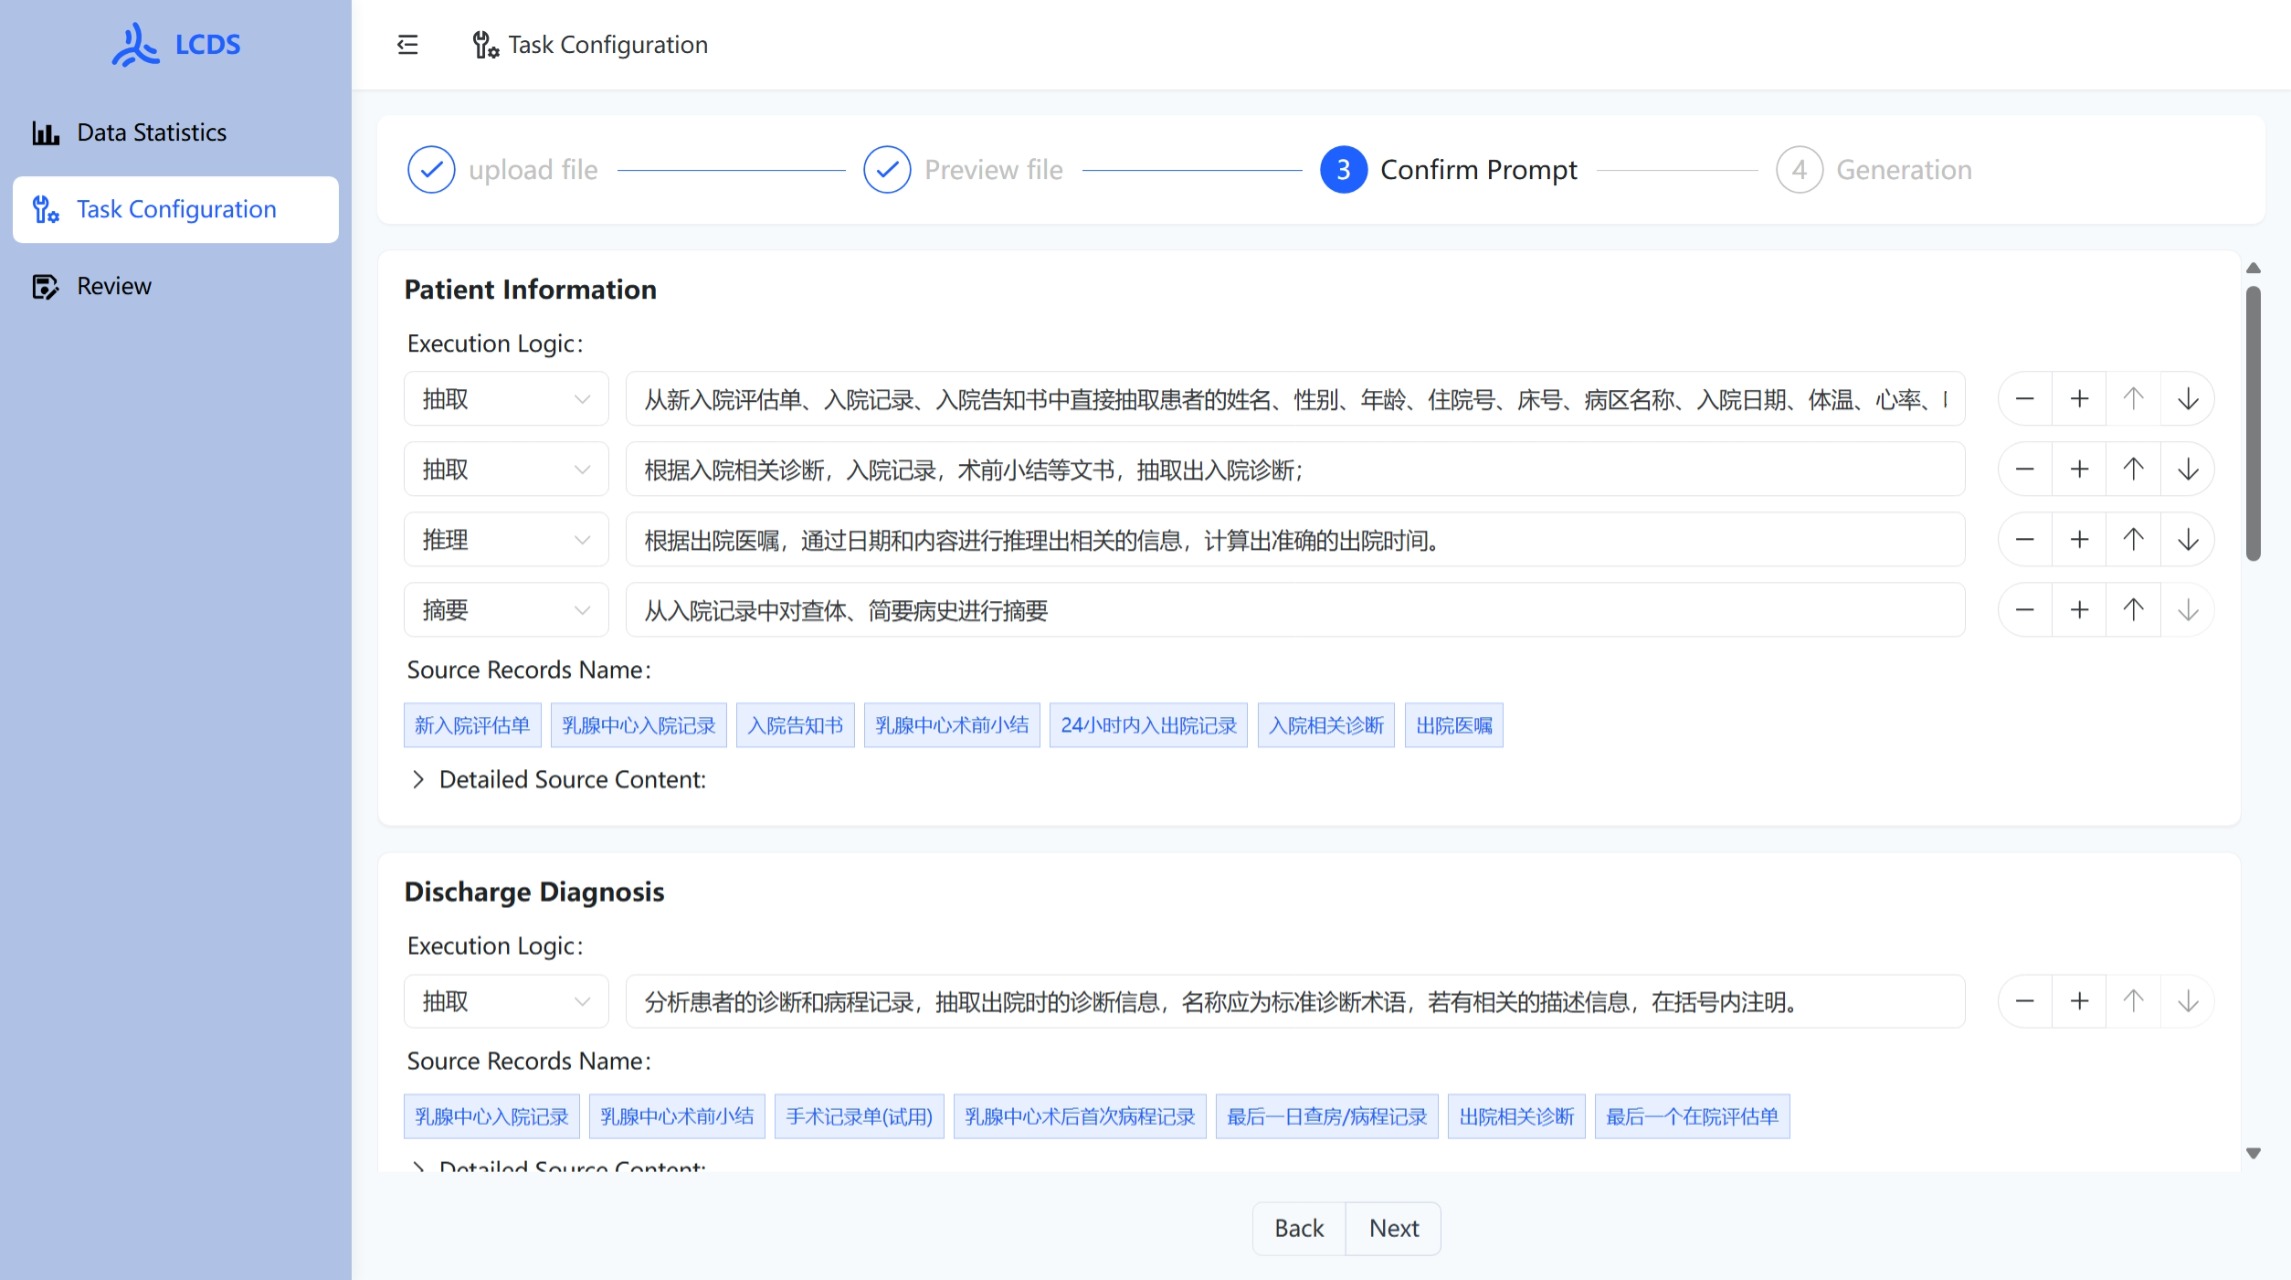 LCDS
Task Configuration
Data Statistics
Task Configuration
Review
upload file
Preview file
3 Confirm Prompt
4 Generation
Patient Information
Execution Logic:
抽取 从新入院评估单、入院记录、入院告知书中直接抽取患者的姓名、性别、年龄、住院号、床号、病区名称、入院日期、体温、心率、
抽取 根据入院相关诊断，入院记录，术前小结等文书，抽取出入院诊断；
推理 根据出院医嘱，通过日期和内容进行推理出相关的信息，计算出准确的出院时间。
摘要 从入院记录中对查体、简要病史进行摘要
Source Records Name:
新入院评估单 乳腺中心入院记录 入院告知书 乳腺中心术前小结 24小时内入出院记录 入院相关诊断 出院医嘱
Detailed Source Content:
Discharge Diagnosis
Execution Logic:
抽取 分析患者的诊断和病程记录，抽取出院时的诊断信息，名称应为标准诊断术语，若有相关的描述信息，在括号内注明。
Source Records Name:
乳腺中心入院记录 乳腺中心术前小结 手术记录单(试用) 乳腺中心术后首次病程记录 最后一日查房/病程记录 出院相关诊断 最后一个在院评估单
Detailed Source Content:
Back Next